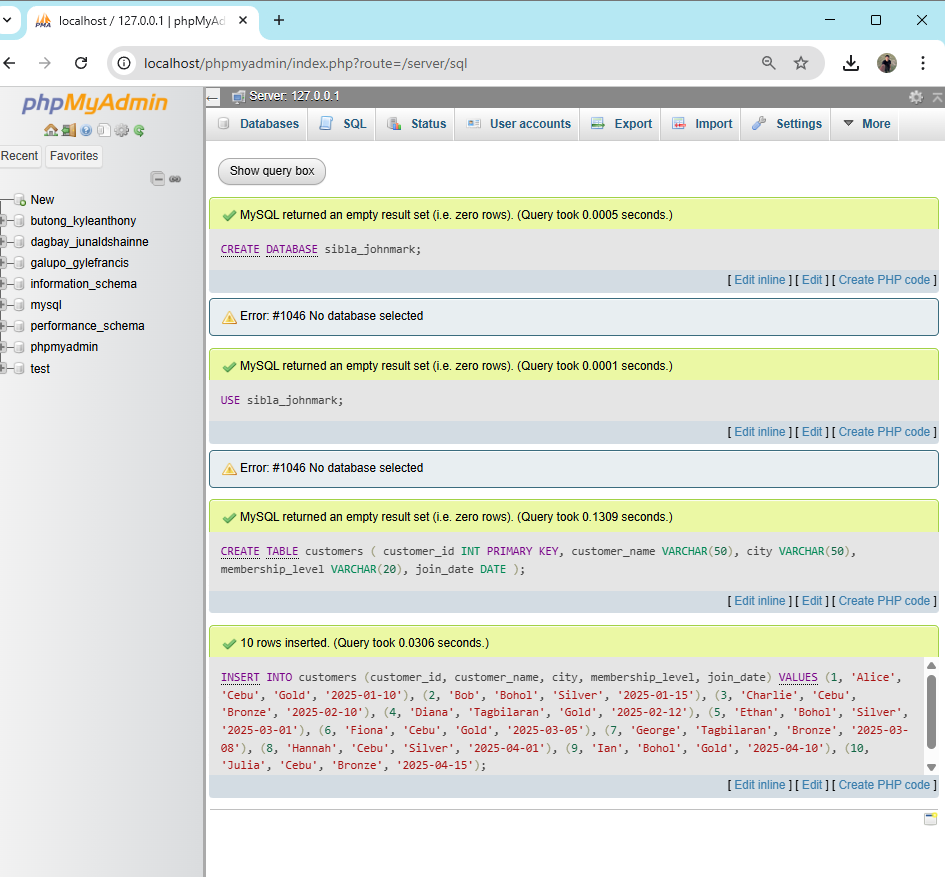 localhost / 127.0.0.1 | phpMyAd
localhost/phpmyadmin/index.php?route=/server/sql
phpMyAdmin
Recent
Favorites
New
butong_kyleanthony
dagbay_junaldshainne
galupo_gylefrancis
information_schema
mysql
performance_schema
phpmyadmin
test
Server: 127.0.0.1
Databases SQL Status User accounts Export Import Settings More
Show query box
MySQL returned an empty result set (i.e. zero rows). (Query took 0.0005 seconds.)
CREATE DATABASE sibla_johnmark;
[ Edit inline ] [ Edit ] [ Create PHP code ]
Error: #1046 No database selected
MySQL returned an empty result set (i.e. zero rows). (Query took 0.0001 seconds.)
USE sibla_johnmark;
[ Edit inline ] [ Edit ] [ Create PHP code ]
Error: #1046 No database selected
MySQL returned an empty result set (i.e. zero rows). (Query took 0.1309 seconds.)
CREATE TABLE customers ( customer_id INT PRIMARY KEY, customer_name VARCHAR(50), city VARCHAR(50),
membership_level VARCHAR(20), join_date DATE );
[ Edit inline ] [ Edit ] [ Create PHP code ]
10 rows inserted. (Query took 0.0306 seconds.)
INSERT INTO customers (customer_id, customer_name, city, membership_level, join_date) VALUES (1, 'Alice',
'Cebu', 'Gold', '2025-01-10'), (2, 'Bob', 'Bohol', 'Silver', '2025-01-15'), (3, 'Charlie', 'Cebu',
'Bronze', '2025-02-10'), (4, 'Diana', 'Tagbilaran', 'Gold', '2025-02-12'), (5, 'Ethan', 'Bohol', 'Silver',
'2025-03-01'), (6, 'Fiona', 'Cebu', 'Gold', '2025-03-05'), (7, 'George', 'Tagbilaran', 'Bronze', '2025-03-
08'), (8, 'Hannah', 'Cebu', 'Silver', '2025-04-01'), (9, 'Ian', 'Bohol', 'Gold', '2025-04-10'), (10,
'Julia', 'Cebu', 'Bronze', '2025-04-15');
[ Edit inline ] [ Edit ] [ Create PHP code ]